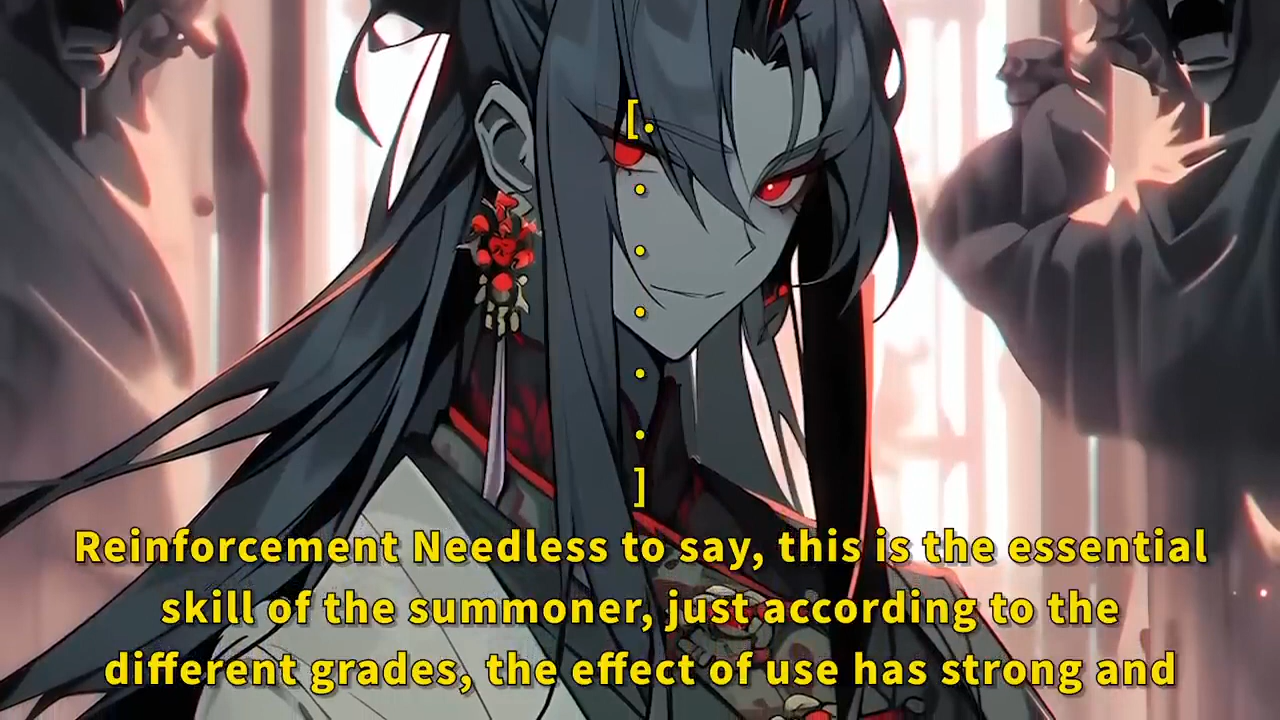 [.
.
.
.
.
.
]
Reinforcement Needless to say, this is the essential
skill of the summoner, just according to the
different grades, the effect of use has strong and